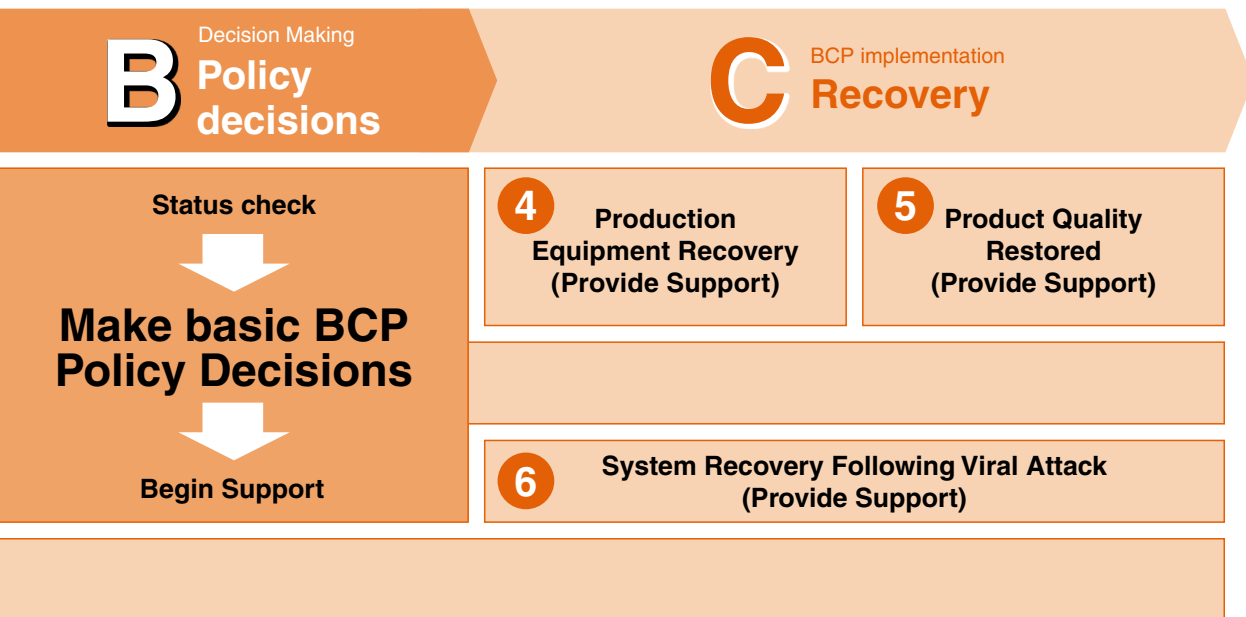 B
Decision Making
Policy
decisions
C
BCP implementation
Recovery
Status check
Make basic BCP
Policy Decisions
Begin Support
4
Production
Equipment Recovery
(Provide Support)
5
Product Quality
Restored
(Provide Support)
6
System Recovery Following Viral Attack
(Provide Support)